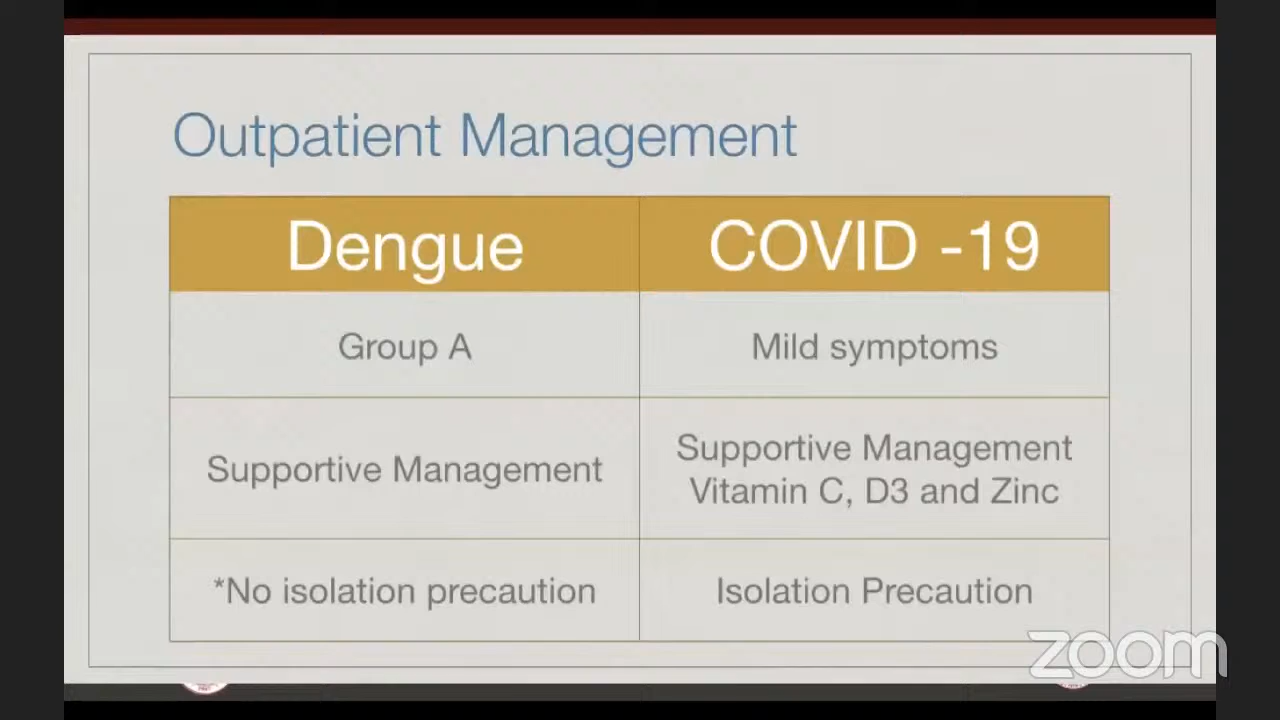 Outpatient Management
Dengue
COVID -19
Group A
Mild symptoms
Supportive Management
Supportive Management
Vitamin C, D3 and Zinc
*No isolation precaution
Isolation Precaution
zoom